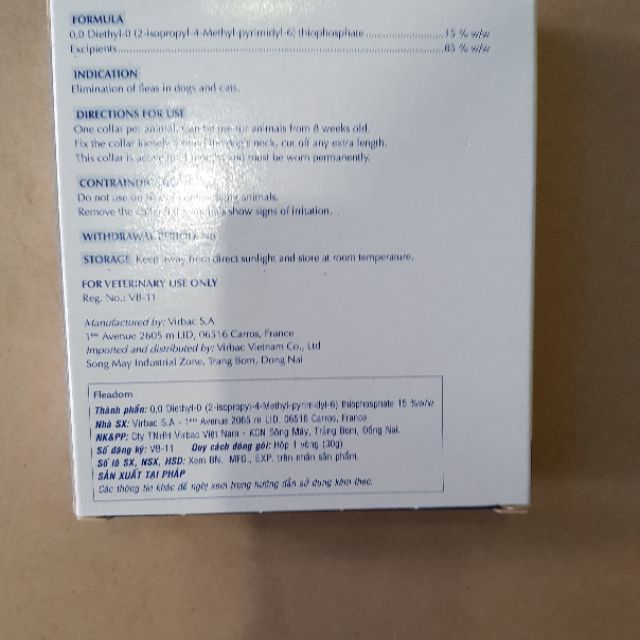 FORMULA
0,0 Diethyl-0 (2-isopropyl-4-Methyl-pyrimidyl-6) thiophosphate ........................15 % w/w
Excipients........................................................................................85 % w/w
INDICATION
Elimination of fleas in dogs and cats.
DIRECTIONS FOR USE
One collar per animal. Can be use for animals from 8 weeks old.
Fix the collar loosely round the dog's neck, cut off any extra length.
This collar is active for months and must be worn permanently.
CONTRAINDICATIONS
Do not use on animals.
Remove the collar if animals show signs of irritation.
WITHDRAWAL PERIOD
STORAGE Keep away from direct sunlight and store at room temperature.
FOR VETERINARY USE ONLY
Reg. No.: VB-11
Manufactured by: Virbac S.A
1ère Avenue 2605 m LID, 06516 Carros, France
Imported and distributed by: Virbac Vietnam Co., Ltd
Song May Industrial Zone, Trang Bom, Dong Nai
Fleadom
Thành phần: 0,0 Diethyl-0 (2-isopropyl-4-Methyl-pyrimidyl-6) thiophosphate 15 %w/w
Nhà SX: Virbac S.A - 1ère Avenue 2065 m LID, 06516 Carros, France
NK&PP: Cty TNHH Virbac Việt Nam - KCN Sông Mây, Trảng Bom, Đồng Nai.
Số đăng ký: VB-11 Quy cách đóng gói: Hộp 1 vòng (30g)
Số lô SX, NSX, HSD: Xem BN, MFG., EXP. trên nhãn sản phẩm.
SẢN XUẤT TẠI PHÁP
Các thông tin khác đề nghị xem trong hướng dẫn sử dụng kèm theo.